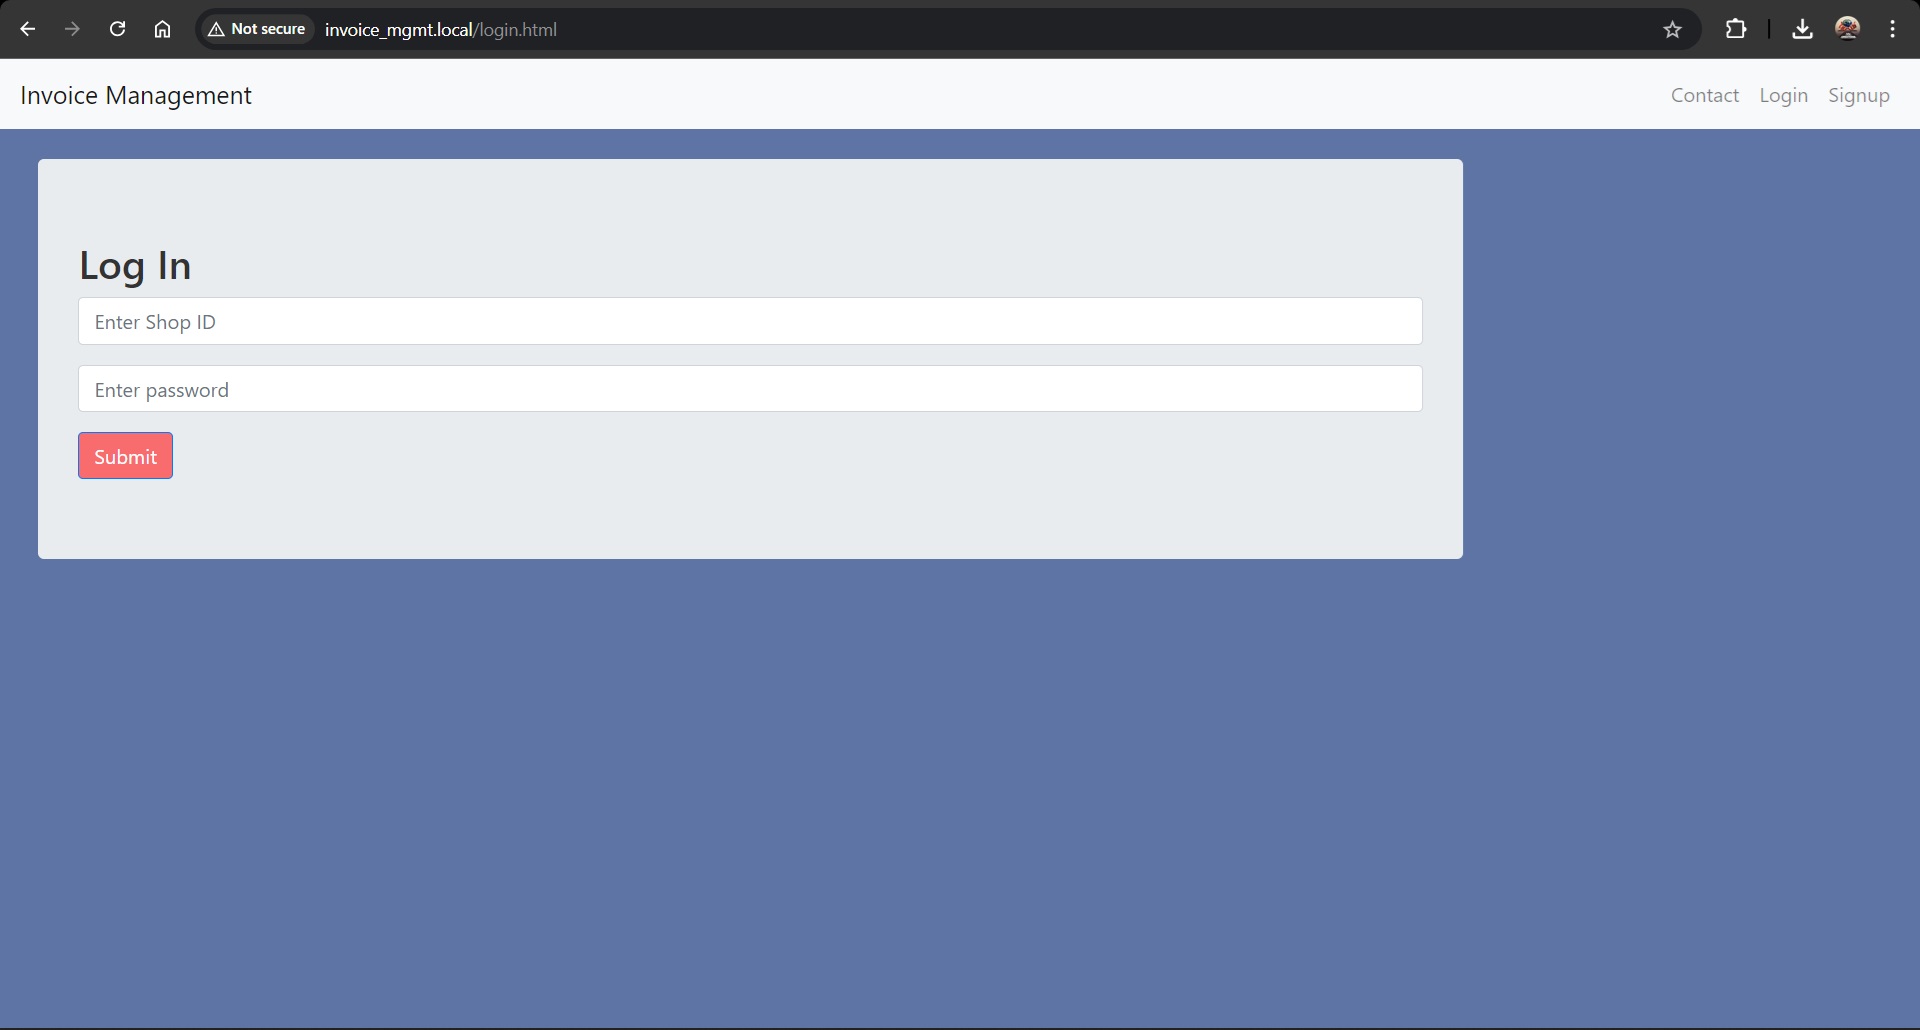 Not secure invoice_mgmt.local/login.html
Invoice Management Contact Login Signup
Log In
Enter Shop ID
Enter password
Submit